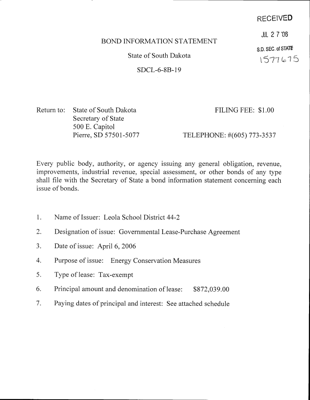 RECEIVED
JUL 27 '06
S.D. SEC. of STATE
1577675
BOND INFORMATION STATEMENT
State of South Dakota
SDCL-6-8B-19
Return to: State of South Dakota FILING FEE: $1.00
Secretary of State
500 E. Capitol
Pierre, SD 57501-5077 TELEPHONE: #(605) 773-3537
Every public body, authority, or agency issuing any general obligation, revenue,
improvements, industrial revenue, special assessment, or other bonds of any type
shall file with the Secretary of State a bond information statement concerning each
issue of bonds.
1. Name of Issuer: Leola School District 44-2
2. Designation of issue: Governmental Lease-Purchase Agreement
3. Date of issue: April 6, 2006
4. Purpose of issue: Energy Conservation Measures
5. Type of lease: Tax-exempt
6. Principal amount and denomination of lease: $872,039.00
7. Paying dates of principal and interest: See attached schedule